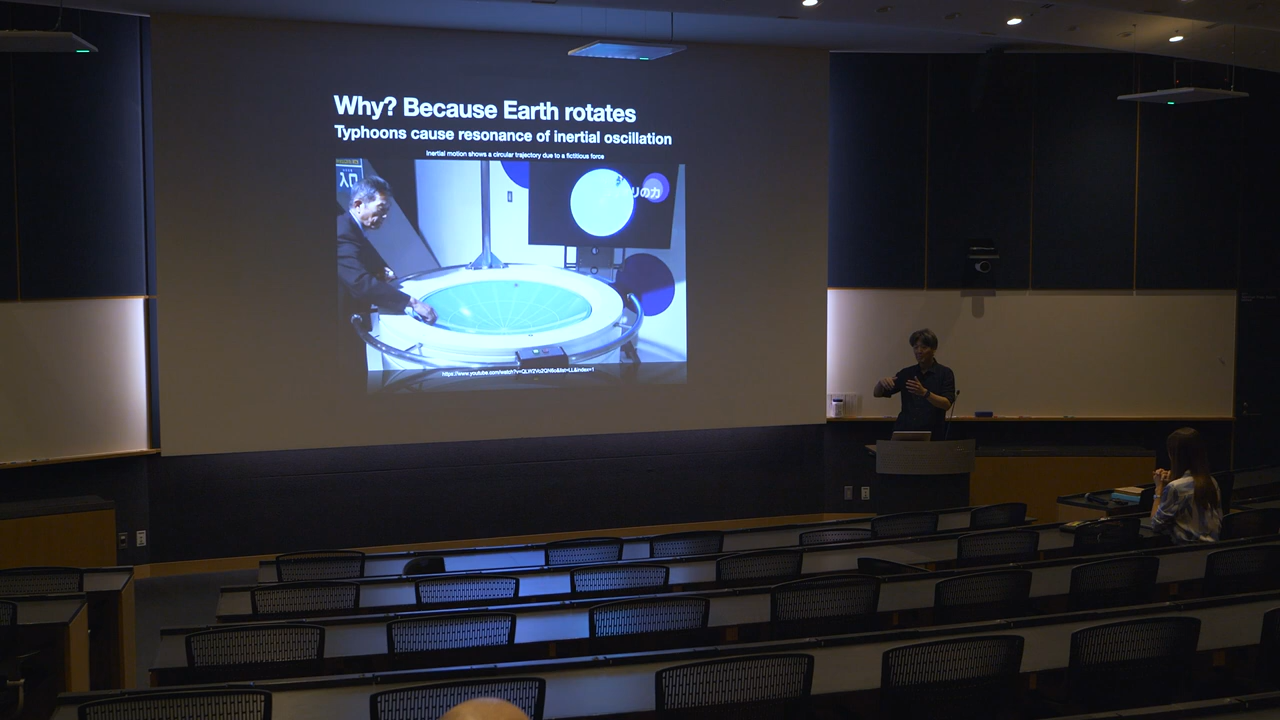 Why? Because Earth rotates
Typhoons cause resonance of inertial oscillation
Inertial motion shows a circular trajectory due to a fictitious force
入口
リの力